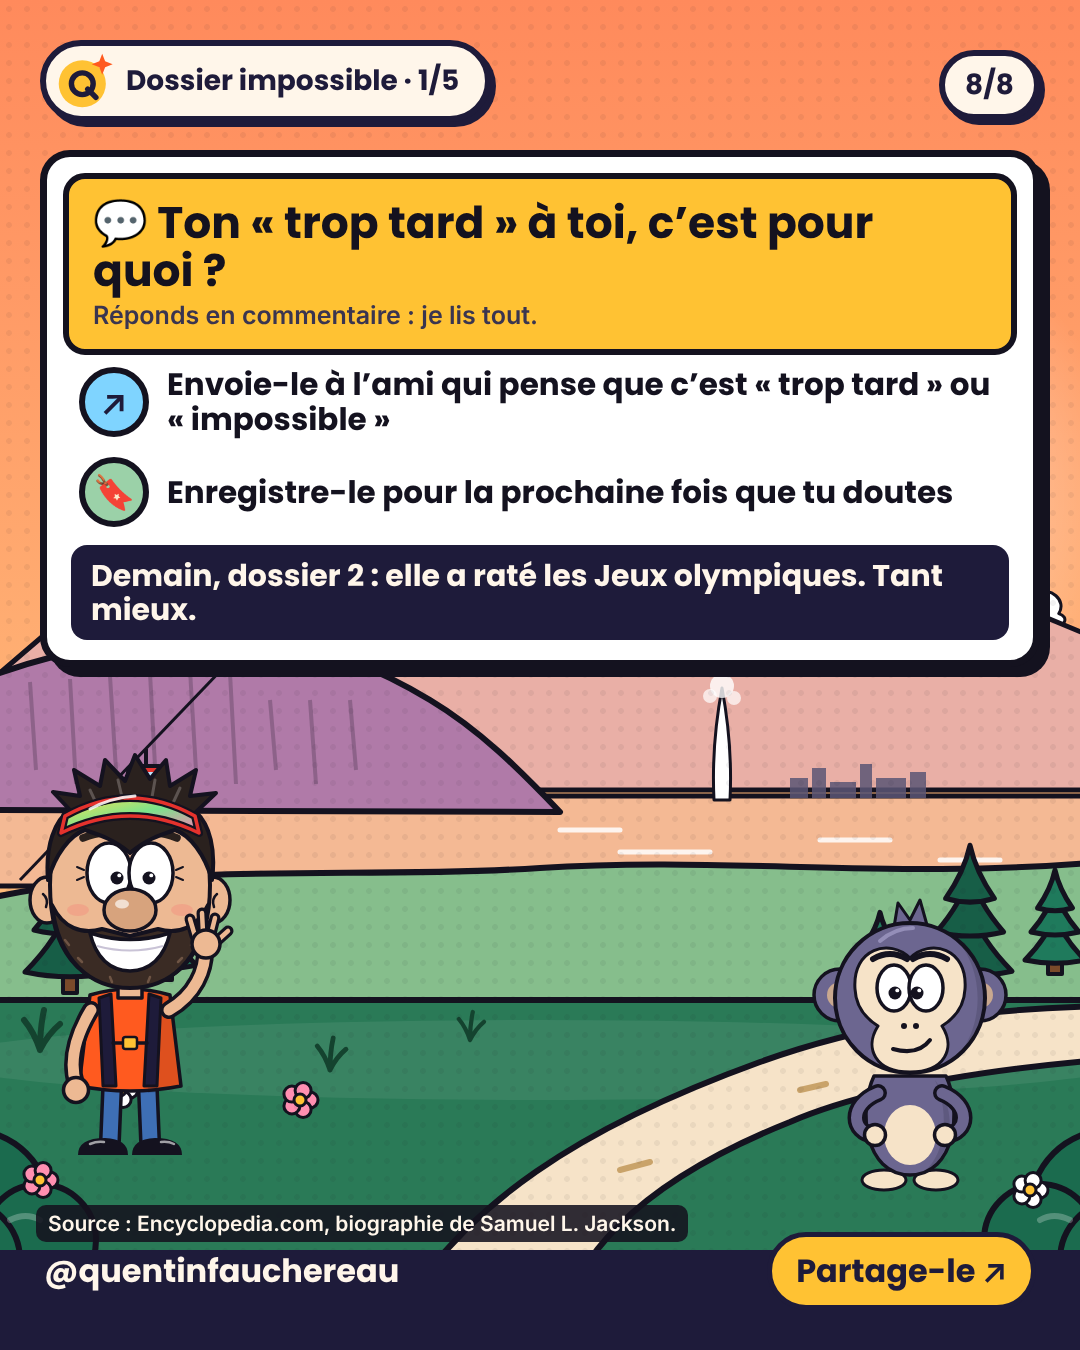 Q
Dossier impossible · 1/5
8/8
💬 Ton « trop tard » à toi, c’est pour
quoi ?
Réponds en commentaire : je lis tout.
Envoie-le à l’ami qui pense que c’est « trop tard » ou
« impossible »
Enregistre-le pour la prochaine fois que tu doutes
Demain, dossier 2 : elle a raté les Jeux olympiques. Tant
mieux.
Source : Encyclopedia.com, biographie de Samuel L. Jackson.
@quentinfauchereau
Partage-le ↗